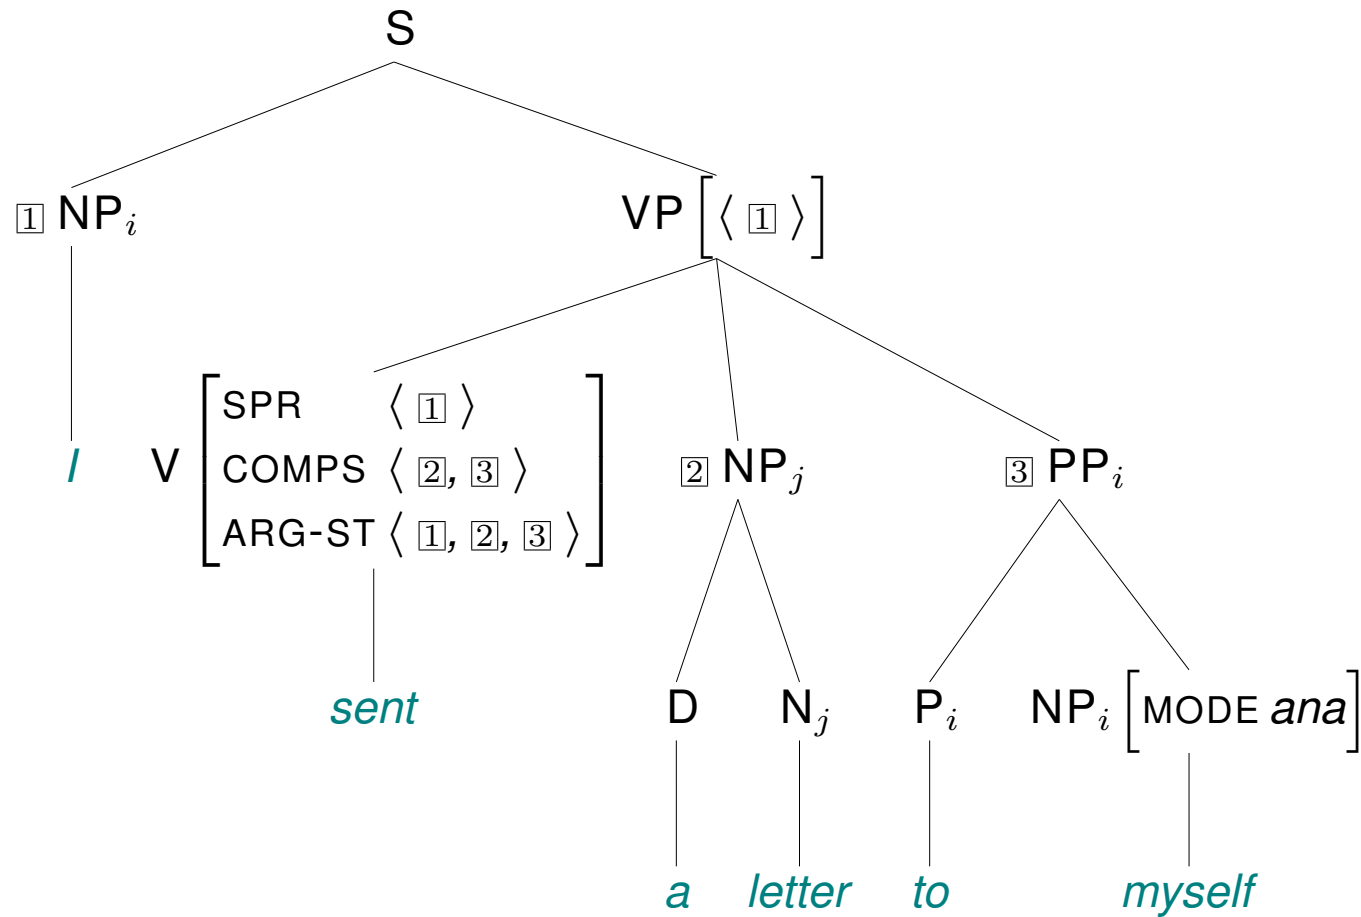 S
1 NP_i VP [⟨ 1 ⟩]
I V [SPR ⟨ 1 ⟩
COMPS ⟨ 2, 3 ⟩
ARG-ST ⟨ 1, 2, 3 ⟩]
2 NP_j 3 PP_i
sent D N_j P_i NP_i [MODE ana]
a letter to myself